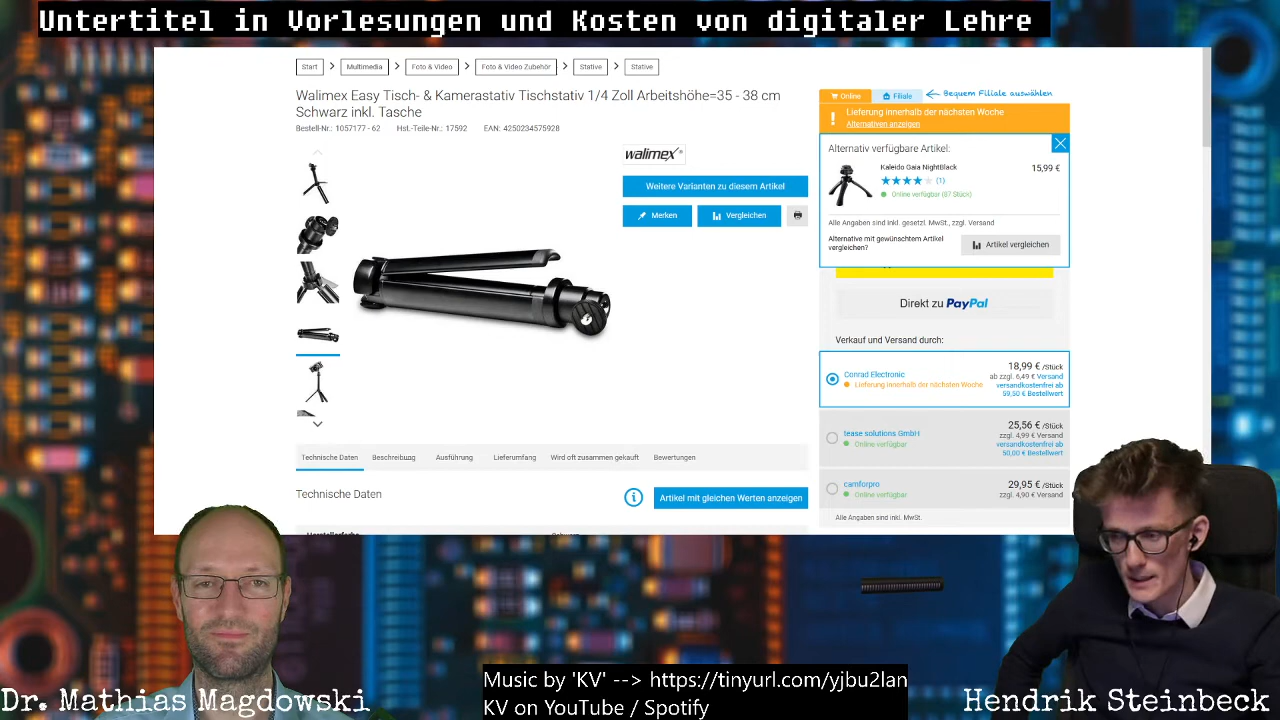 Untertitel in Vorlesungen und Kosten von digitaler Lehre
Start > Multimedia > Foto & Video > Foto & Video Zubehör > Stative > Stative
Walimex Easy Tisch- & Kamerastativ Tischstativ 1/4 Zoll Arbeitshöhe=35 - 38 cm
Schwarz inkl. Tasche
Bestell-Nr.: 1057177 - 62 Hst.-Teile-Nr.: 17592 EAN: 4250234575928
walimex
Weitere Varianten zu diesem Artikel
Merken Vergleichen
Online Filiale Bequem Filiale auswählen
Lieferung innerhalb der nächsten Woche
Alternativen anzeigen
Alternativ verfügbare Artikel:
Kaleido Gaia NightBlack 15,99 €
(1)
Online verfügbar (87 Stück)
Alle Angaben sind inkl. gesetzl. MwSt., zzgl. Versand
Alternative mit gewünschtem Artikel
vergleichen?
Artikel vergleichen
Direkt zu PayPal
Verkauf und Versand durch:
Conrad Electronic
Lieferung innerhalb der nächsten Woche
18,99 € /Stück
ab zzgl. 6,49 € Versand
versandkostenfrei ab
59,50 € Bestellwert
tease solutions GmbH
Online verfügbar
25,56 € /Stück
zzgl. 4,99 € Versand
versandkostenfrei ab
50,00 € Bestellwert
camforpro
Online verfügbar
29,95 € /Stück
zzgl. 4,90 € Versand
Alle Angaben sind inkl. MwSt.
Technische Daten Beschreibung Ausführung Lieferumfang Wird oft zusammen gekauft Bewertungen
Technische Daten
Artikel mit gleichen Werten anzeigen
Dr. Mathias Magdowski
Music by 'KV' --> https://tinyurl.com/yjbu2lan
KV on YouTube / Spotify
Hendrik Steinbeck